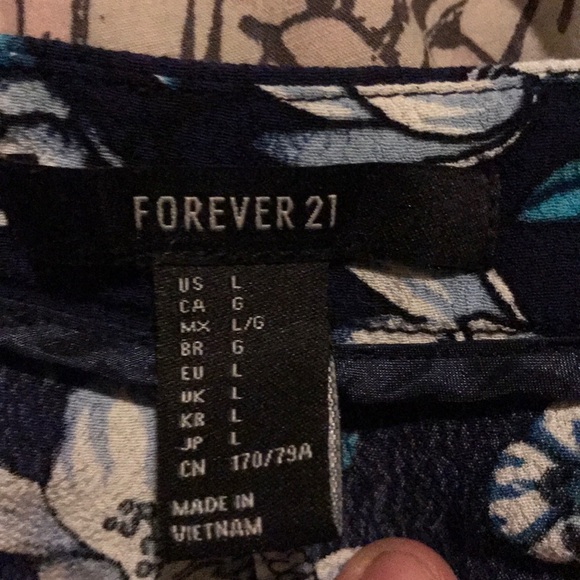 FOREVER 21
US L
CA G
MX L/G
BR G
EU L
UK L
KR L
JP L
CN 170/79A
MADE IN
VIETNAM